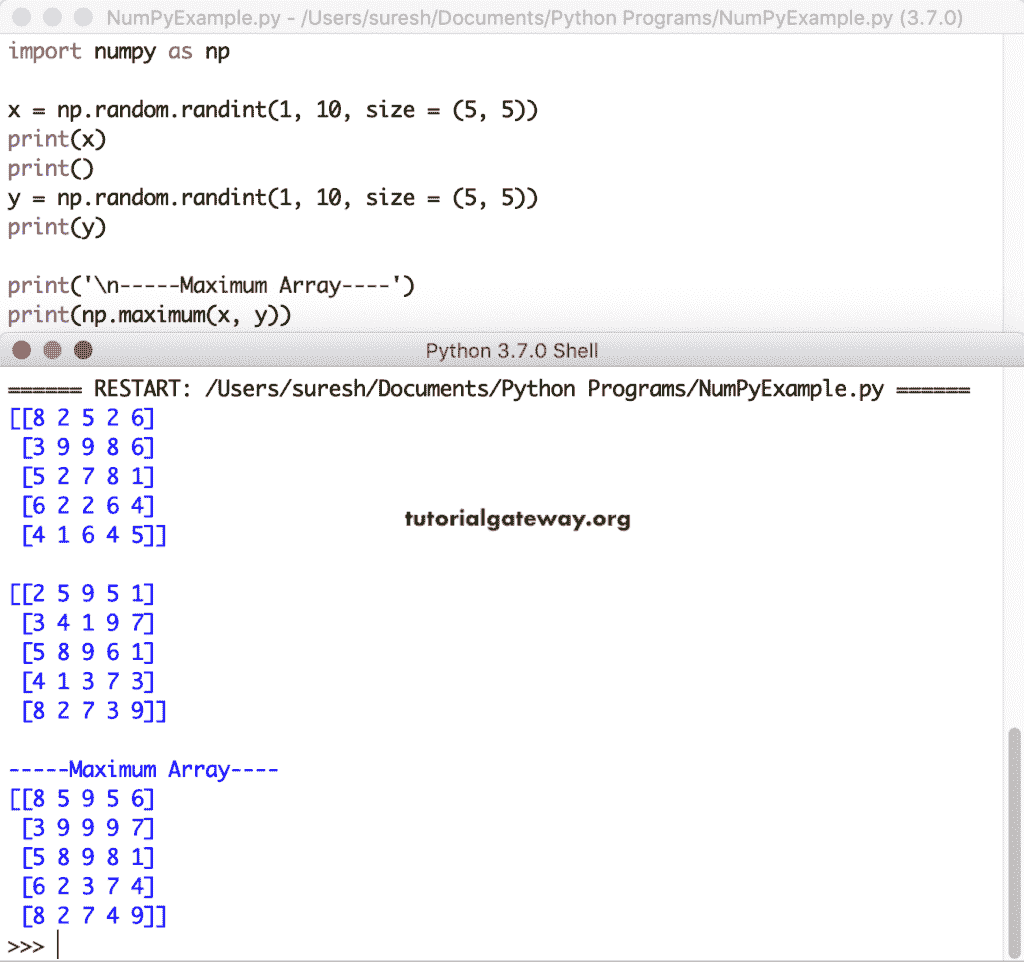 NumPyExample.py - /Users/suresh/Documents/Python Programs/NumPyExample.py (3.7.0)
import numpy as np
x = np.random.randint(1, 10, size = (5, 5))
print(x)
print()
y = np.random.randint(1, 10, size = (5, 5))
print(y)
print('\n-----Maximum Array----')
print(np.maximum(x, y))
Python 3.7.0 Shell
====== RESTART: /Users/suresh/Documents/Python Programs/NumPyExample.py ======
[[8 2 5 2 6]
 [3 9 9 8 6]
 [5 2 7 8 1]
 [6 2 2 6 4]
 [4 1 6 4 5]]
tutorialgateway.org
[[2 5 9 5 1]
 [3 4 1 9 7]
 [5 8 9 6 1]
 [4 1 3 7 3]
 [8 2 7 3 9]]
-----Maximum Array----
[[8 5 9 5 6]
 [3 9 9 9 7]
 [5 8 9 8 1]
 [6 2 3 7 4]
 [8 2 7 4 9]]
>>>